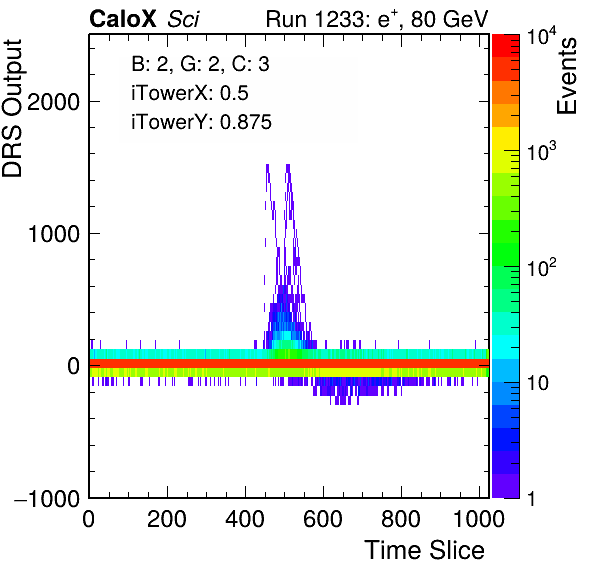 CaloX Sci
Run 1233: e⁺, 80 GeV
B: 2, G: 2, C: 3
iTowerX: 0.5
iTowerY: 0.875
DRS Output
2000
1000
0
−1000
0 200 400 600 800 1000
Time Slice
Events
10⁴
10³
10²
10
1